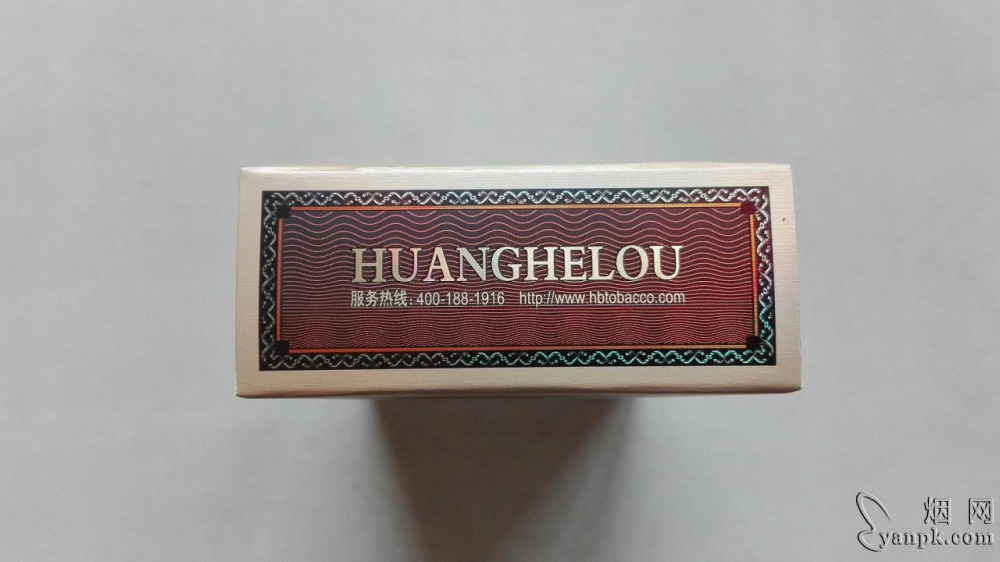 HUANGHELOU
服务热线:400-188-1916 http://www.hbtobacco.com
烟网
yanpk.com